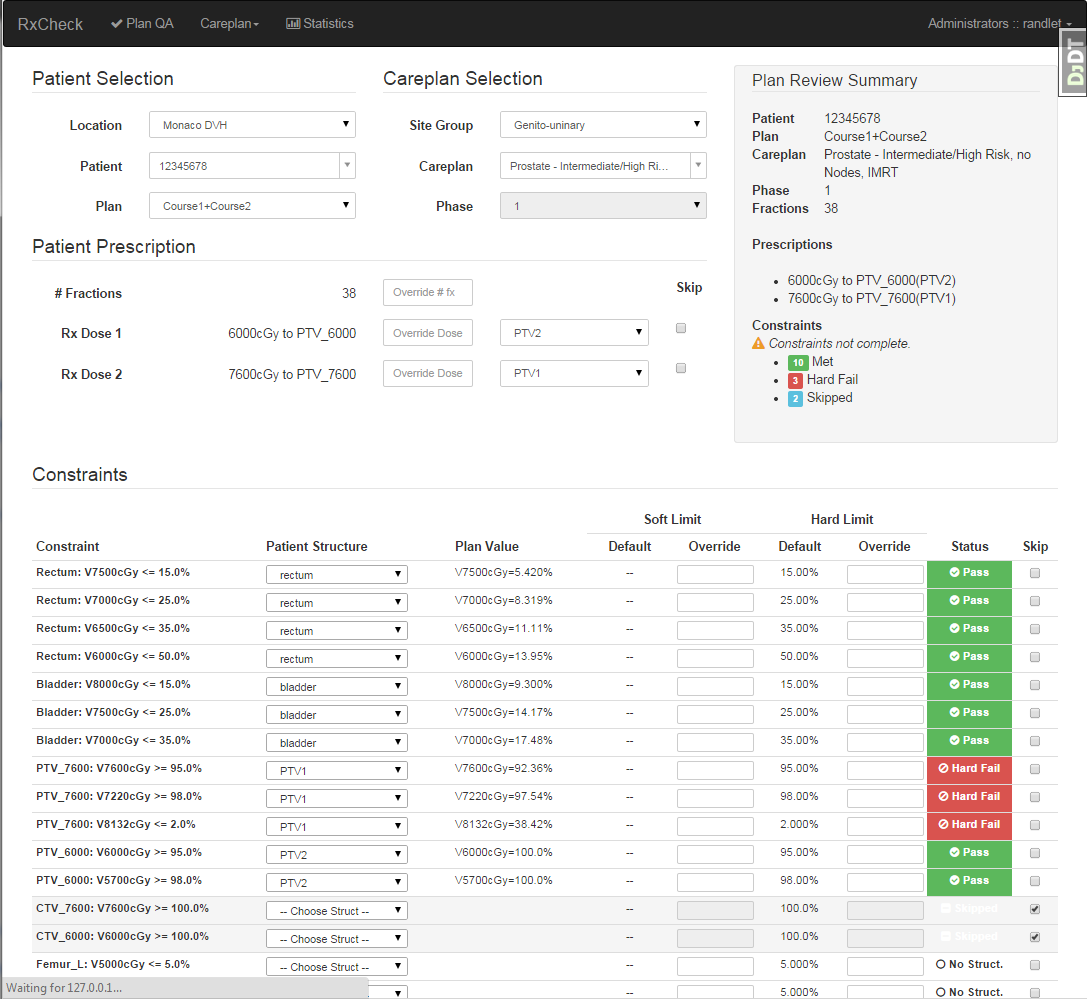 RxCheck Plan QA Careplan Statistics Administrators :: randlet
DJDT
Patient Selection
Location Monaco DVH
Patient 12345678
Plan Course1+Course2
Careplan Selection
Site Group Genito-uninary
Careplan Prostate - Intermediate/High Ri...
Phase 1
Plan Review Summary
Patient 12345678
Plan Course1+Course2
Careplan Prostate - Intermediate/High Risk, no
Nodes, IMRT
Phase 1
Fractions 38
Prescriptions
6000cGy to PTV_6000(PTV2)
7600cGy to PTV_7600(PTV1)
Constraints
Constraints not complete.
10 Met
3 Hard Fail
2 Skipped
Patient Prescription
Skip
# Fractions 38 Override # fx
Rx Dose 1 6000cGy to PTV_6000 Override Dose PTV2
Rx Dose 2 7600cGy to PTV_7600 Override Dose PTV1
Constraints
Soft Limit Hard Limit
Constraint Patient Structure Plan Value Default Override Default Override Status Skip
Rectum: V7500cGy <= 15.0% rectum V7500cGy=5.420% -- 15.00% Pass
Rectum: V7000cGy <= 25.0% rectum V7000cGy=8.319% -- 25.00% Pass
Rectum: V6500cGy <= 35.0% rectum V6500cGy=11.11% -- 35.00% Pass
Rectum: V6000cGy <= 50.0% rectum V6000cGy=13.95% -- 50.00% Pass
Bladder: V8000cGy <= 15.0% bladder V8000cGy=9.300% -- 15.00% Pass
Bladder: V7500cGy <= 25.0% bladder V7500cGy=14.17% -- 25.00% Pass
Bladder: V7000cGy <= 35.0% bladder V7000cGy=17.48% -- 35.00% Pass
PTV_7600: V7600cGy >= 95.0% PTV1 V7600cGy=92.36% -- 95.00% Hard Fail
PTV_7600: V7220cGy >= 98.0% PTV1 V7220cGy=97.54% -- 98.00% Hard Fail
PTV_7600: V8132cGy <= 2.0% PTV1 V8132cGy=38.42% -- 2.000% Hard Fail
PTV_6000: V6000cGy >= 95.0% PTV2 V6000cGy=100.0% -- 95.00% Pass
PTV_6000: V5700cGy >= 98.0% PTV2 V5700cGy=100.0% -- 98.00% Pass
CTV_7600: V7600cGy >= 100.0% -- Choose Struct -- -- 100.0% Skipped
CTV_6000: V6000cGy >= 100.0% -- Choose Struct -- -- 100.0% Skipped
Femur_L: V5000cGy <= 5.0% -- Choose Struct -- -- 5.000% No Struct.
-- 5.000% No Struct.
Waiting for 127.0.0.1...